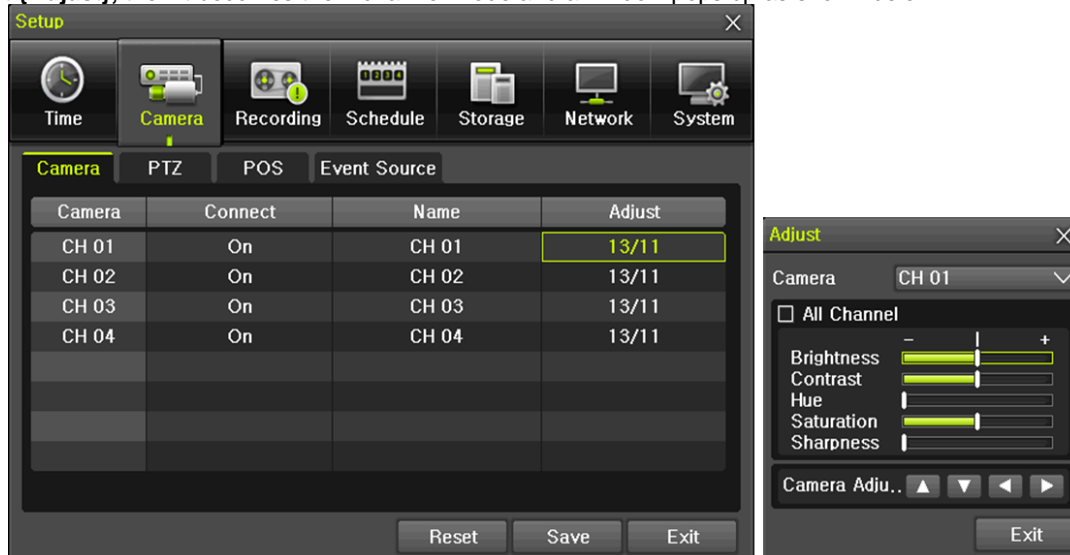 Setup
Time Camera Recording Schedule Storage Network System
Camera PTZ POS Event Source
Camera Connect Name Adjust
CH 01 On CH 01 13/11
CH 02 On CH 02 13/11
CH 03 On CH 03 13/11
CH 04 On CH 04 13/11
Reset Save Exit
Adjust
Camera CH 01
All Channel
- | +
Brightness
Contrast
Hue
Saturation
Sharpness
Camera Adju..
Exit